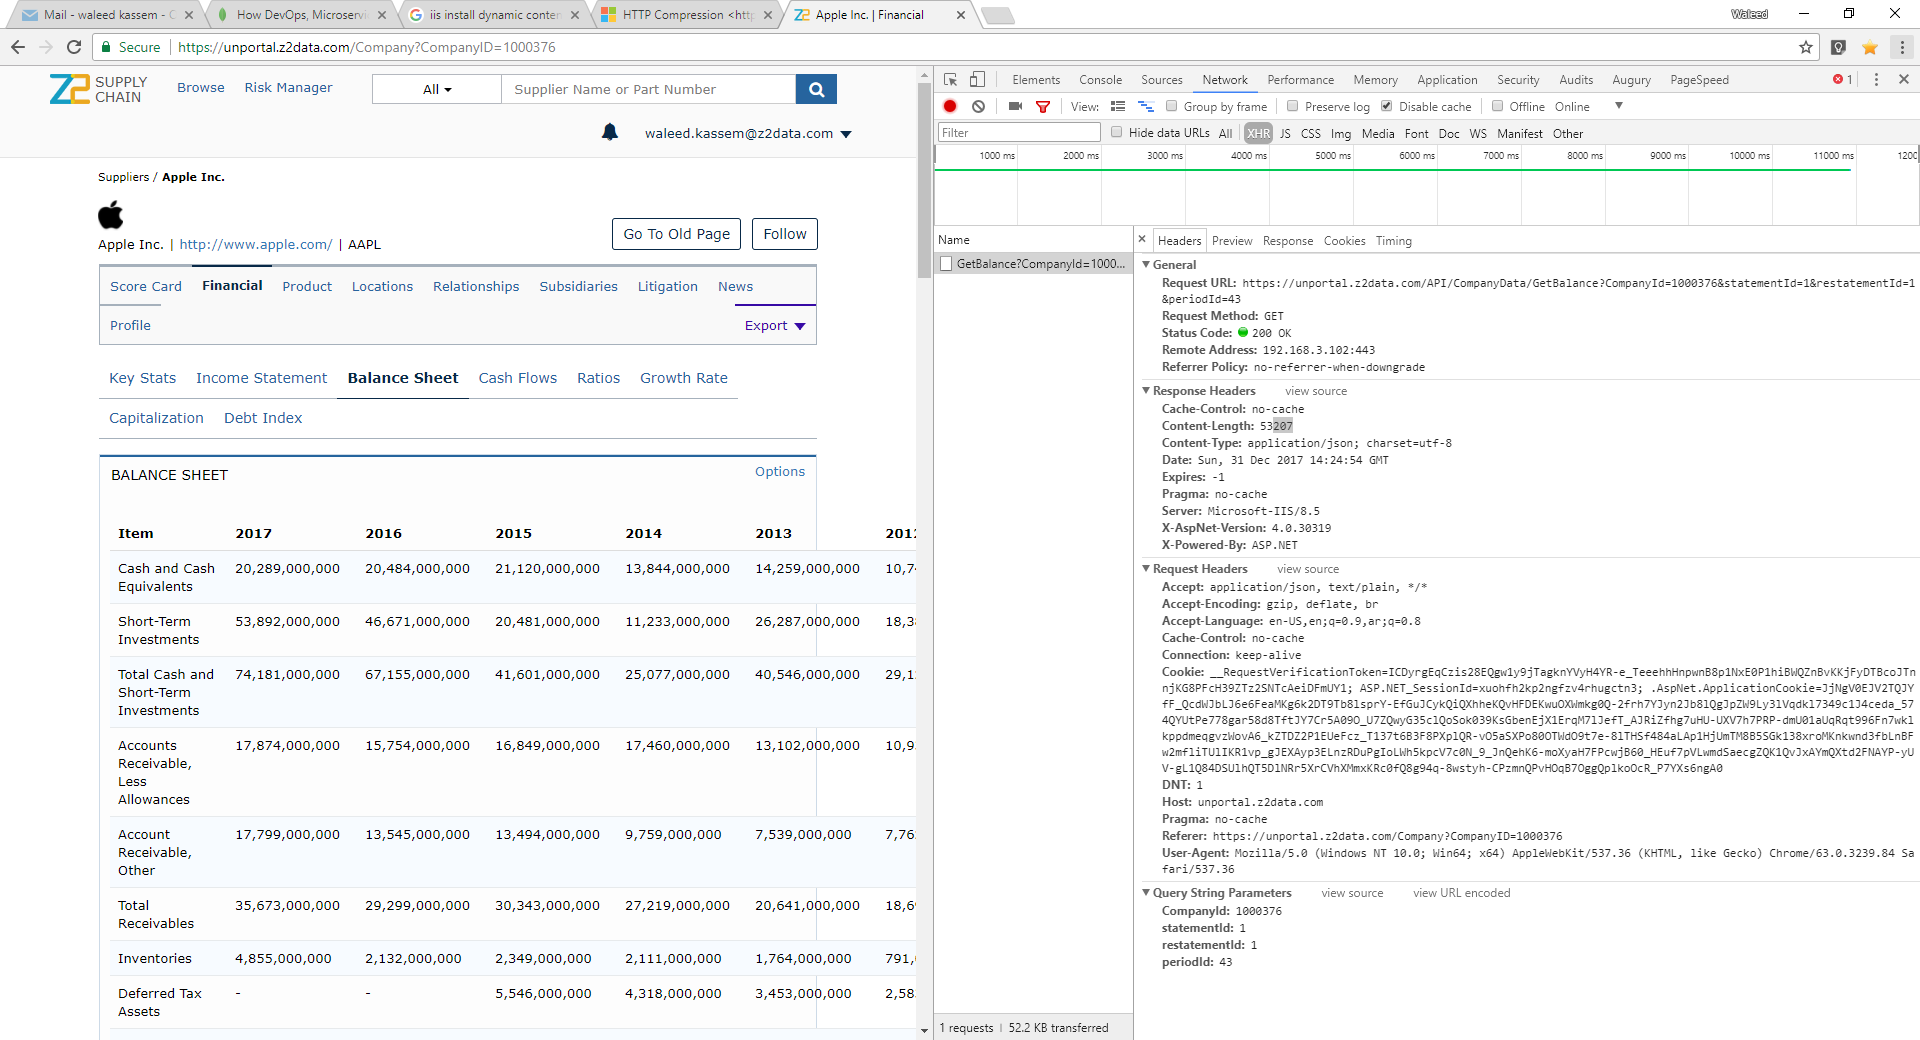 Mail - waleed kassem - C
How DevOps, Microservic
iis install dynamic conten
HTTP Compression <http
Apple Inc. | Financial
Waleed
Secure
https://unportal.z2data.com/Company?CompanyID=1000376
Z2 SUPPLY CHAIN
Browse
Risk Manager
All
Supplier Name or Part Number
waleed.kassem@z2data.com
Suppliers / Apple Inc.
Apple Inc. | http://www.apple.com/ | AAPL
Go To Old Page
Follow
Score Card
Financial
Product
Locations
Relationships
Subsidiaries
Litigation
News
Profile
Export
Key Stats
Income Statement
Balance Sheet
Cash Flows
Ratios
Growth Rate
Capitalization
Debt Index
BALANCE SHEET
Options
Item 2017 2016 2015 2014 2013 2012
Cash and Cash Equivalents 20,289,000,000 20,484,000,000 21,120,000,000 13,844,000,000 14,259,000,000 10,74
Short-Term Investments 53,892,000,000 46,671,000,000 20,481,000,000 11,233,000,000 26,287,000,000 18,38
Total Cash and Short-Term Investments 74,181,000,000 67,155,000,000 41,601,000,000 25,077,000,000 40,546,000,000 29,1
Accounts Receivable, Less Allowances 17,874,000,000 15,754,000,000 16,849,000,000 17,460,000,000 13,102,000,000 10,9
Account Receivable, Other 17,799,000,000 13,545,000,000 13,494,000,000 9,759,000,000 7,539,000,000 7,76
Total Receivables 35,673,000,000 29,299,000,000 30,343,000,000 27,219,000,000 20,641,000,000 18,69
Inventories 4,855,000,000 2,132,000,000 2,349,000,000 2,111,000,000 1,764,000,000 791,
Deferred Tax Assets - - 5,546,000,000 4,318,000,000 3,453,000,000 2,58
Elements Console Sources Network Performance Memory Application Security Audits Augury PageSpeed
1
View:
Group by frame
Preserve log
Disable cache
Offline
Online
Filter
Hide data URLs
All XHR JS CSS Img Media Font Doc WS Manifest Other
1000 ms 2000 ms 3000 ms 4000 ms 5000 ms 6000 ms 7000 ms 8000 ms 9000 ms 10000 ms 11000 ms 1200
Name
GetBalance?CompanyId=1000...
1 requests | 52.2 KB transferred
Headers Preview Response Cookies Timing
General
Request URL: https://unportal.z2data.com/API/CompanyData/GetBalance?CompanyId=1000376&statementId=1&restatementId=1
&periodId=43
Request Method: GET
Status Code: 200 OK
Remote Address: 192.168.3.102:443
Referrer Policy: no-referrer-when-downgrade
Response Headers view source
Cache-Control: no-cache
Content-Length: 53207
Content-Type: application/json; charset=utf-8
Date: Sun, 31 Dec 2017 14:24:54 GMT
Expires: -1
Pragma: no-cache
Server: Microsoft-IIS/8.5
X-AspNet-Version: 4.0.30319
X-Powered-By: ASP.NET
Request Headers view source
Accept: application/json, text/plain, */*
Accept-Encoding: gzip, deflate, br
Accept-Language: en-US,en;q=0.9,ar;q=0.8
Cache-Control: no-cache
Connection: keep-alive
Cookie:
DNT: 1
Host: unportal.z2data.com
Pragma: no-cache
Referer: https://unportal.z2data.com/Company?CompanyID=1000376
User-Agent: Mozilla/5.0 (Windows NT 10.0; Win64; x64) AppleWebKit/537.36 (KHTML, like Gecko) Chrome/63.0.3239.84 Sa
fari/537.36
Query String Parameters view source view URL encoded
CompanyId: 1000376
statementId: 1
restatementId: 1
periodId: 43